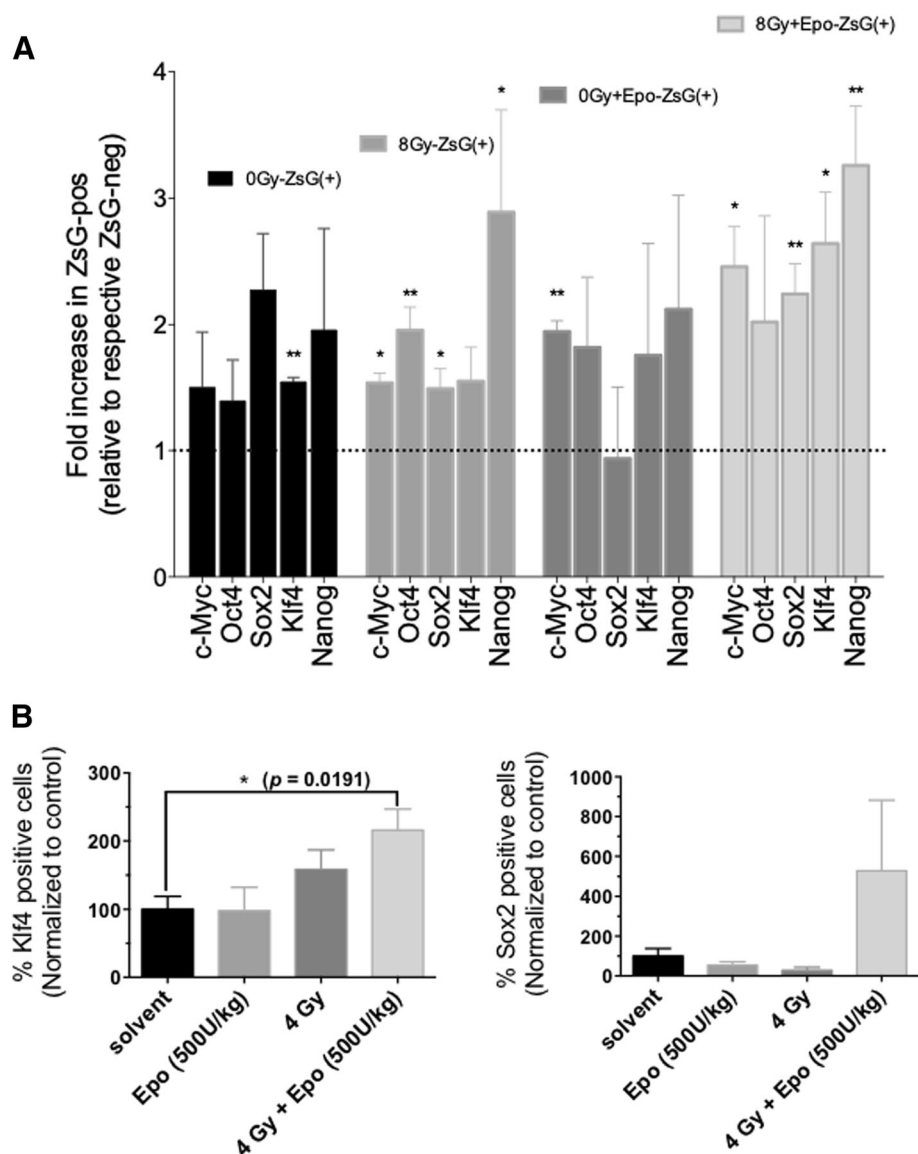 A
8Gy+Epo-ZsG(+)
0Gy+Epo-ZsG(+)
8Gy-ZsG(+)
0Gy-ZsG(+)
Fold increase in ZsG-pos
(relative to respective ZsG-neg)
4
3
2
1
0
* ** * ** * ** * ** * **
c-Myc Oct4 Sox2 Klf4 Nanog c-Myc Oct4 Sox2 Klf4 Nanog c-Myc Oct4 Sox2 Klf4 Nanog c-Myc Oct4 Sox2 Klf4 Nanog
B
% Klf4 positive cells
(Normalized to control)
300
200
100
0
* (p = 0.0191)
solvent
Epo (500U/kg)
4 Gy
4 Gy + Epo (500U/kg)
% Sox2 positive cells
(Normalized to control)
1000
800
600
400
200
0
solvent
Epo (500U/kg)
4 Gy
4 Gy + Epo (500U/kg)